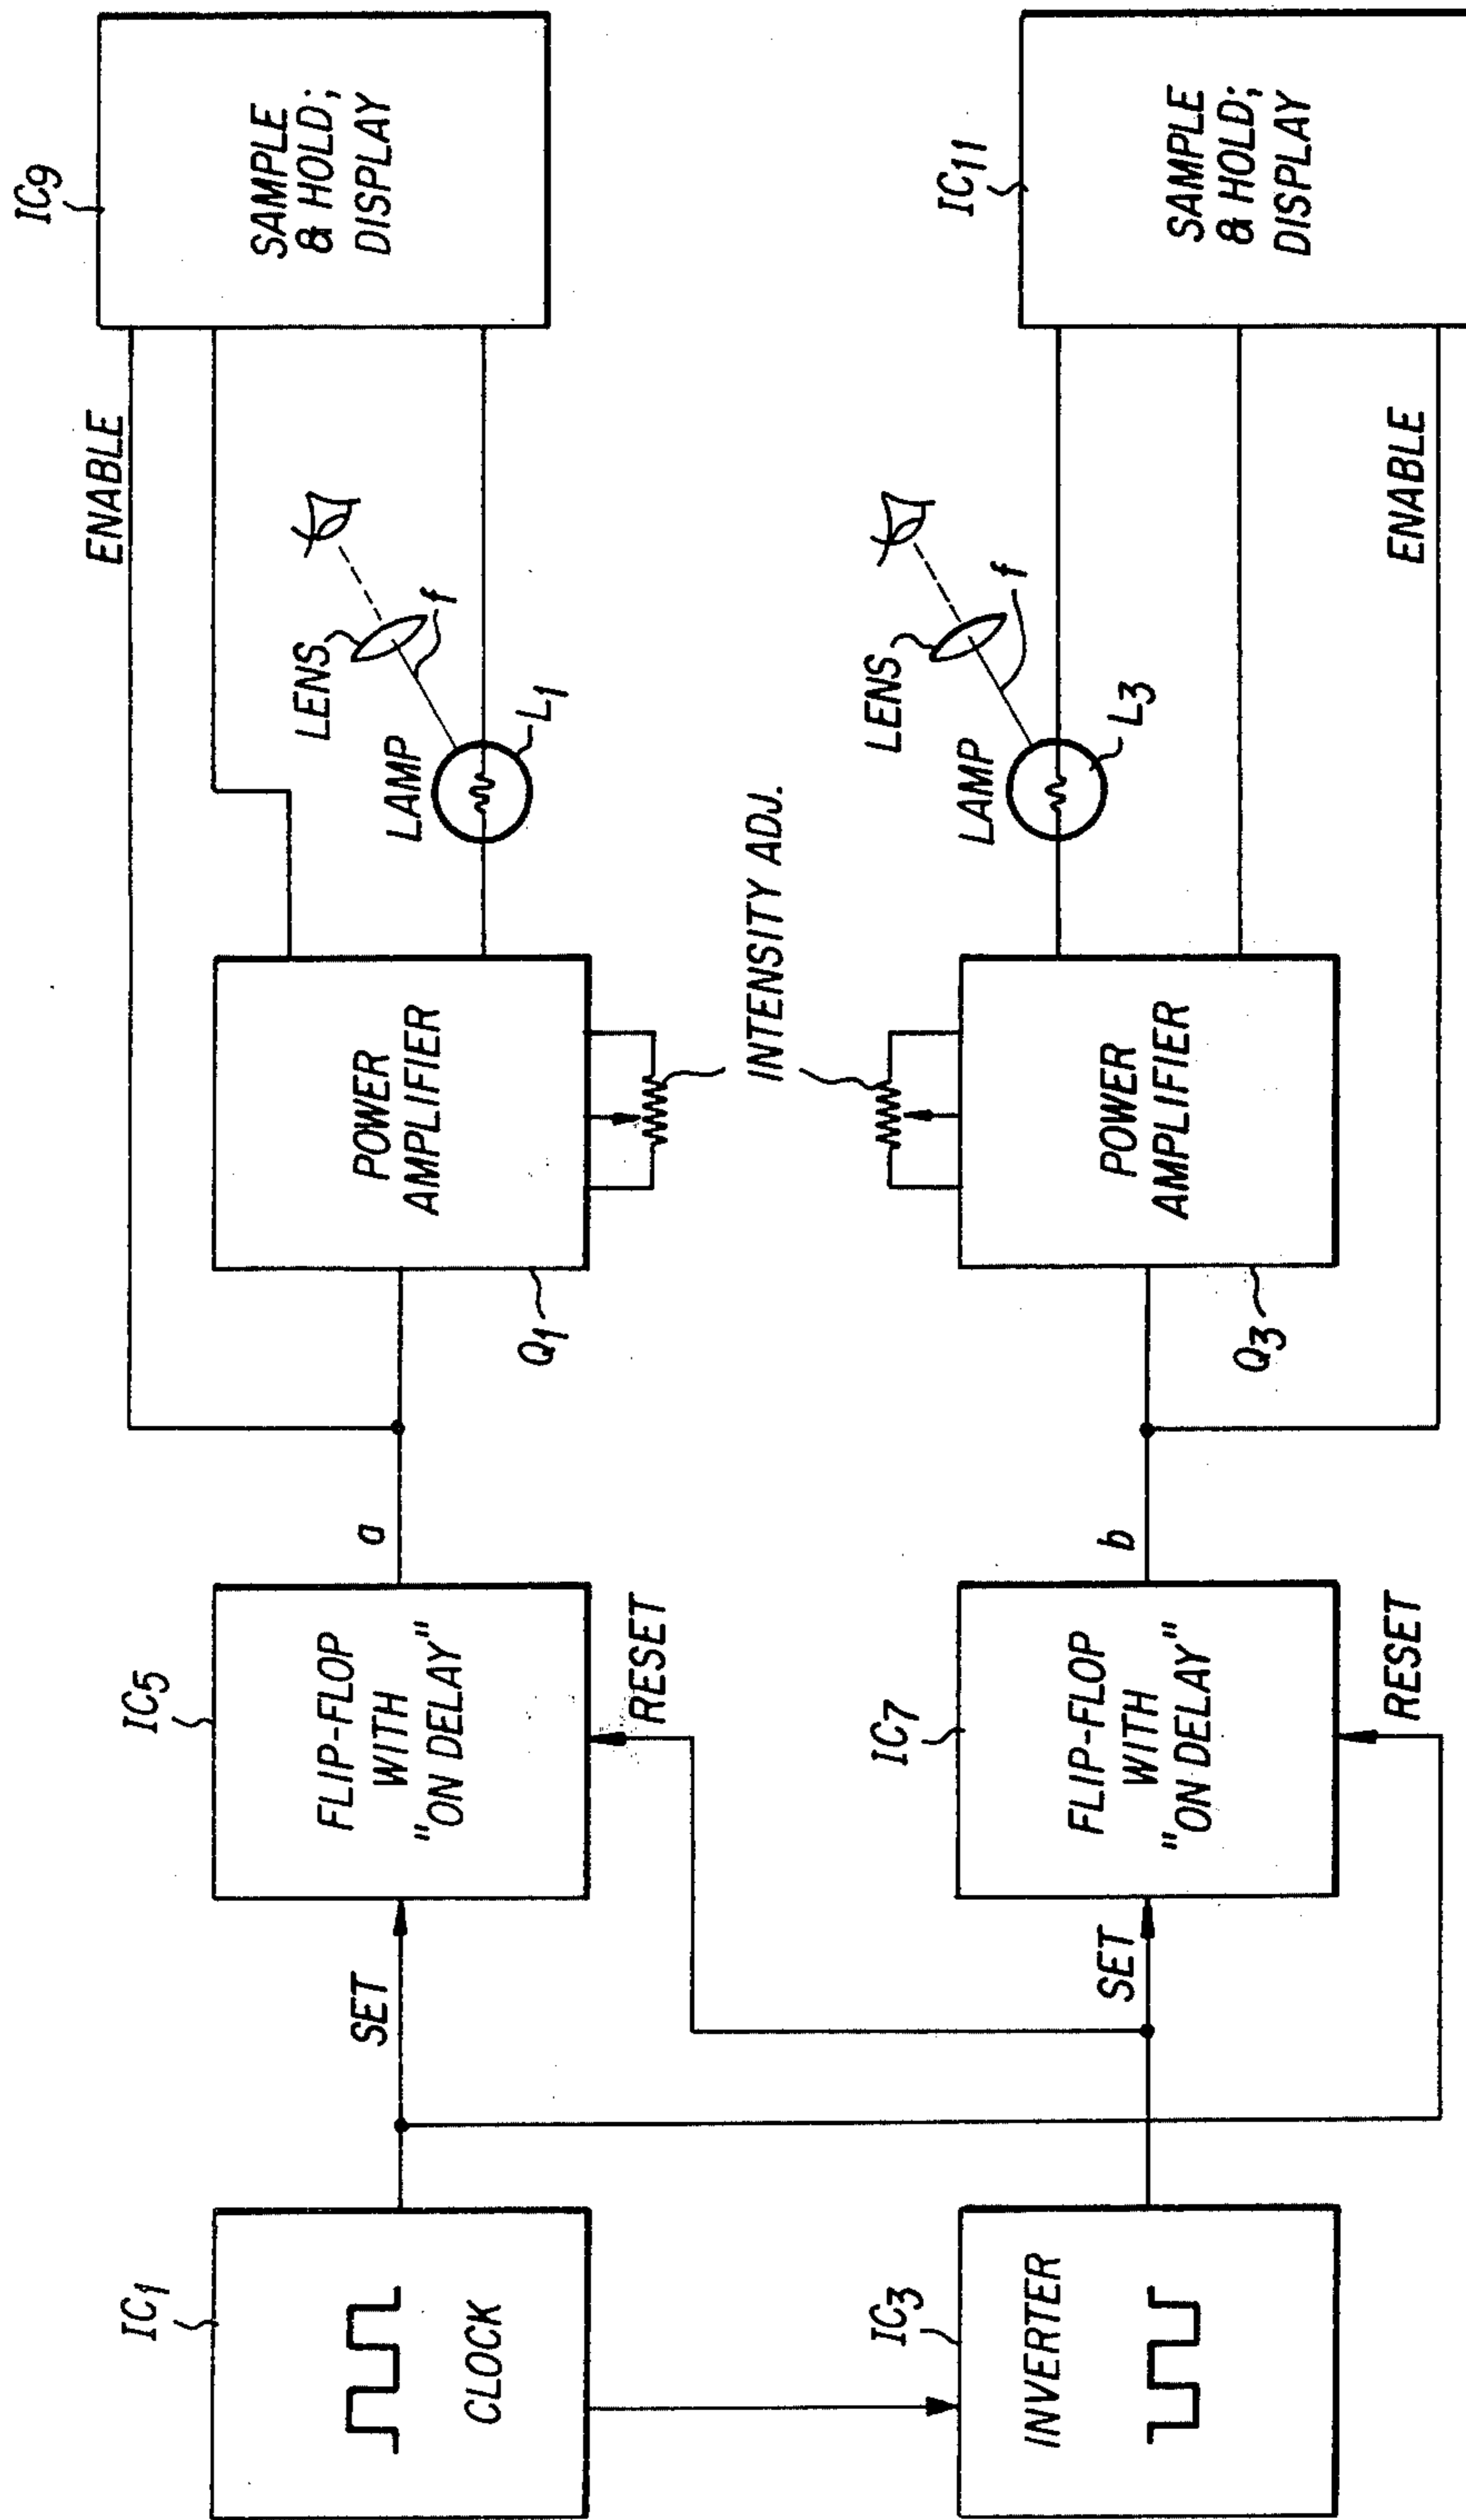 IC1
CLOCK
IC3
INVERTER
SET
SET
IC5
FLIP-FLOP
WITH
"ON DELAY"
RESET
IC7
FLIP-FLOP
WITH
"ON DELAY"
RESET
a
b
Q1
POWER
AMPLIFIER
Q3
POWER
AMPLIFIER
INTENSITY ADJ.
LAMP
L1
LENS
f
LAMP
L3
LENS
f
ENABLE
ENABLE
IC9
SAMPLE
& HOLD;
DISPLAY
IC11
SAMPLE
& HOLD;
DISPLAY